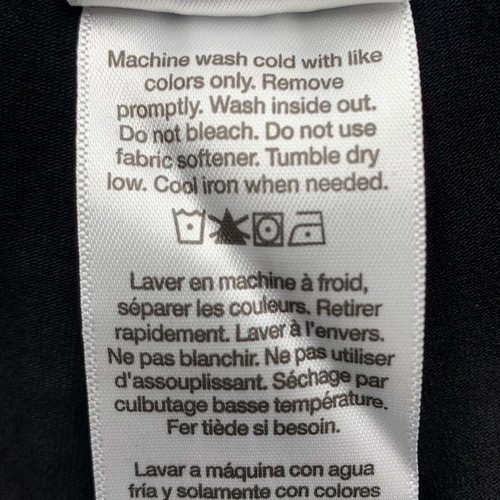 Machine wash cold with like
colors only. Remove
promptly. Wash inside out.
Do not bleach. Do not use
fabric softener. Tumble dry
low. Cool iron when needed.
Laver en machine à froid,
séparer les couleurs. Retirer
rapidement. Laver à l'envers.
Ne pas blanchir. Ne pas utiliser
d'assouplissant. Séchage par
culbutage basse température.
Fer tiède si besoin.
Lavar a máquina con agua
fría y solamente con colores